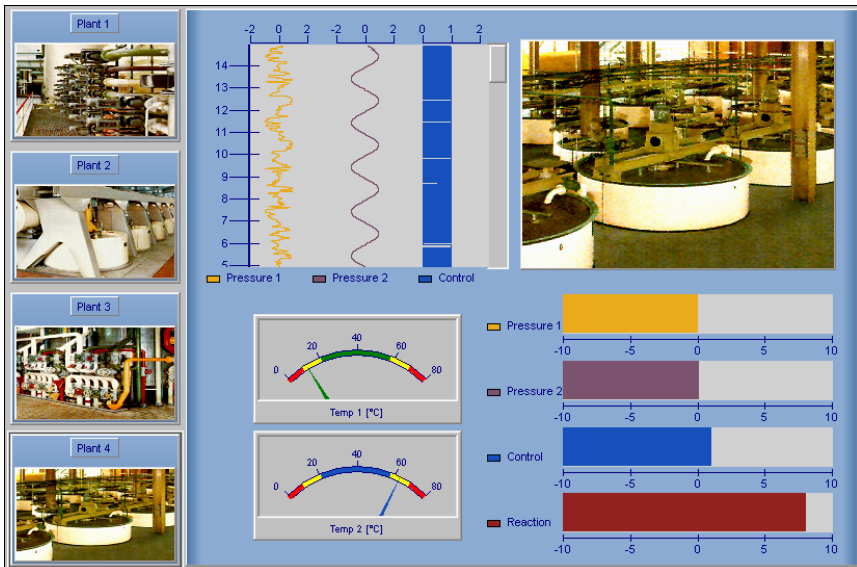 Plant 1
Plant 2
Plant 3
Plant 4
-2 0 2 -2 0 2 0 1 2
14
13
12
11
10
9
8
7
6
5
Pressure 1 Pressure 2 Control
0 20 40 60 80
Temp 1 [°C]
0 20 40 60 80
Temp 2 [°C]
Pressure 1
-10 -5 0 5 10
Pressure 2
-10 -5 0 5 10
Control
-10 -5 0 5 10
Reaction
-10 -5 0 5 10